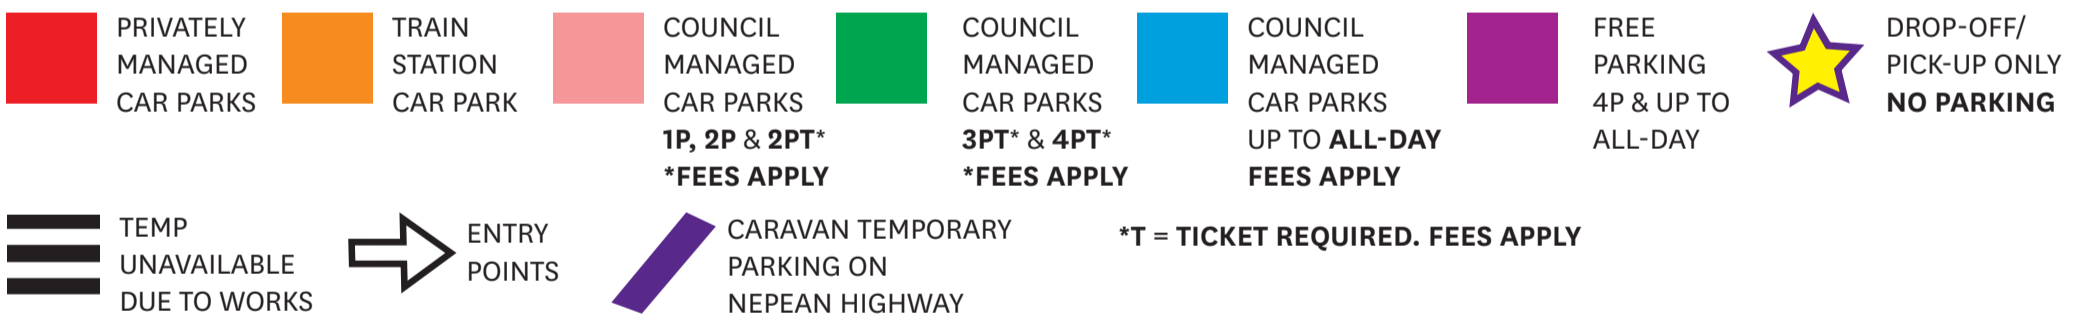 PRIVATELY
MANAGED
CAR PARKS
TRAIN
STATION
CAR PARK
COUNCIL
MANAGED
CAR PARKS
1P, 2P & 2PT*
*FEES APPLY
COUNCIL
MANAGED
CAR PARKS
3PT* & 4PT*
*FEES APPLY
COUNCIL
MANAGED
CAR PARKS
UP TO ALL-DAY
FEES APPLY
FREE
PARKING
4P & UP TO
ALL-DAY
DROP-OFF/
PICK-UP ONLY
NO PARKING
TEMP
UNAVAILABLE
DUE TO WORKS
ENTRY
POINTS
CARAVAN TEMPORARY
PARKING ON
NEPEAN HIGHWAY
*T = TICKET REQUIRED. FEES APPLY